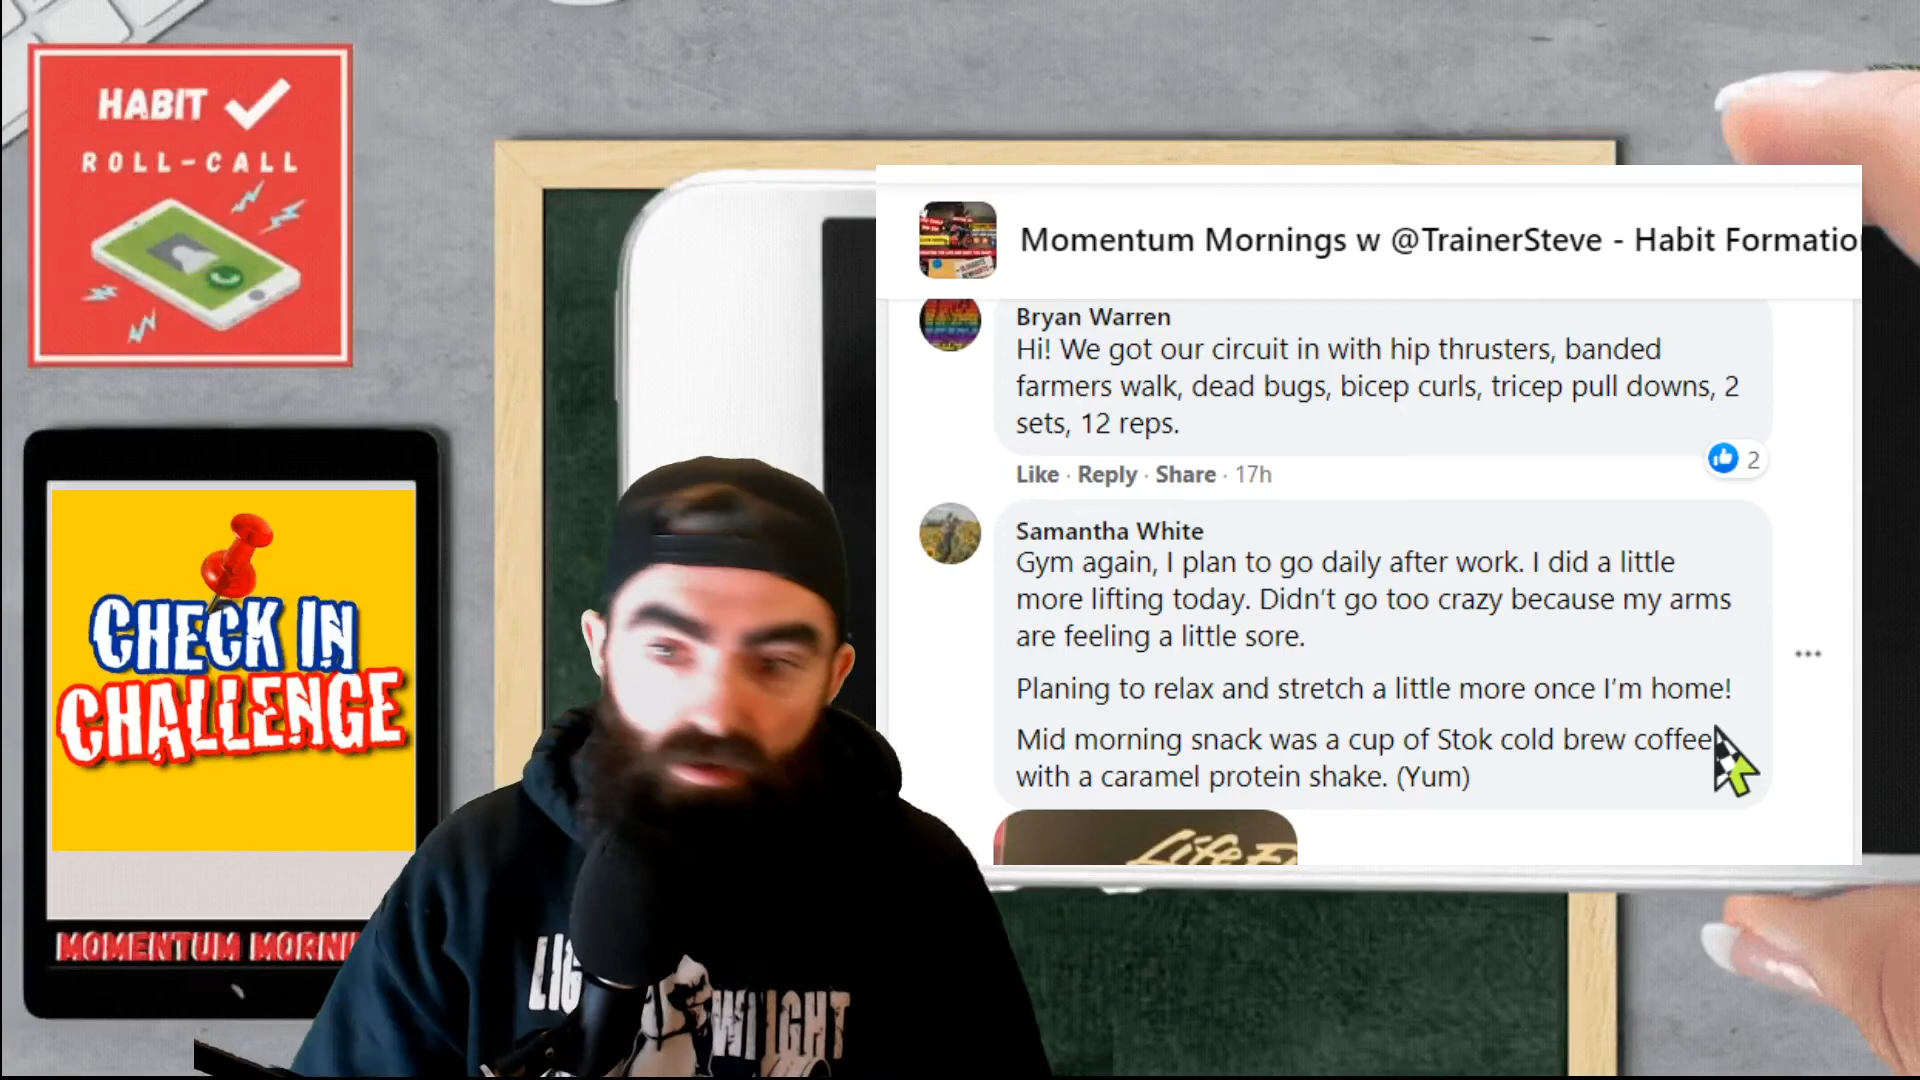 HABIT
ROLL-CALL
CHECK IN
CHALLENGE
MOMENTUM
Momentum Mornings w @TrainerSteve - Habit
Bryan Warren
Hi! We got our circuit in with hip thrusters, banded
farmers walk, dead bugs, bicep curls, tricep pull downs, 2
sets, 12 reps.
Like · Reply · Share · 17h
2
Samantha White
Gym again, I plan to go daily after work. I did a little
more lifting today. Didn't go too crazy because my arms
are feeling a little sore.
Planing to relax and stretch a little more once I'm home!
Mid morning snack was a cup of Stok cold brew coffee
with a caramel protein shake. (Yum)